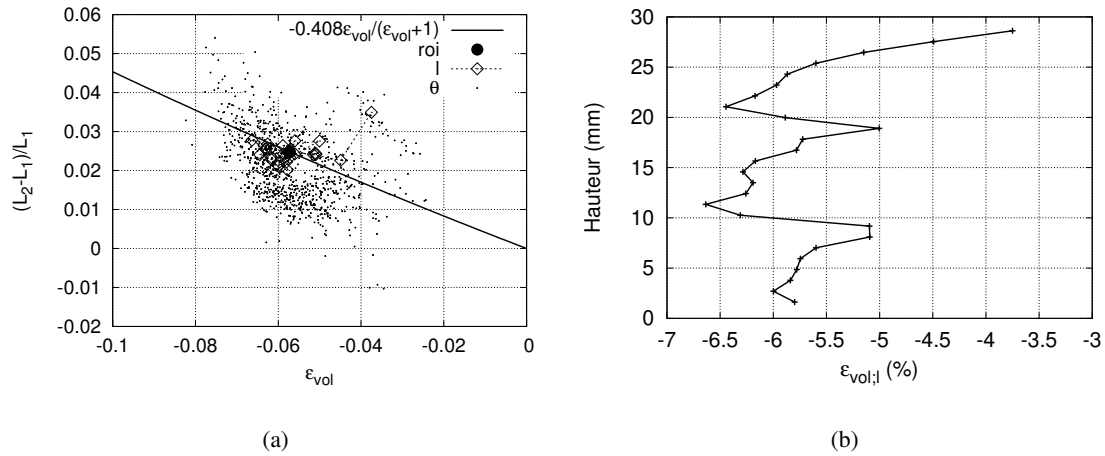 0.06
0.05
0.04
0.03
0.02
0.01
0
-0.01
-0.02
(L2-L1)/L1
-0.408εvol/(εvol+1)
roi
l
θ
-0.1 -0.08 -0.06 -0.04 -0.02 0
εvol
(a)
30
25
20
15
10
5
0
Hauteur (mm)
-7 -6.5 -6 -5.5 -5 -4.5 -4 -3.5 -3
εvol;l (%)
(b)